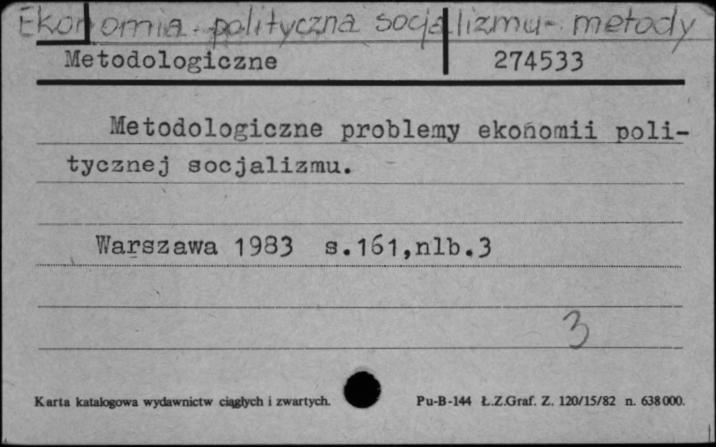 Ekonomia polityczna socjalizmu - metody
Metodologiczne 274533
Metodologiczne problemy ekonomii poli-
tycznej socjalizmu.
Warszawa 1983 s.161,nlb.3
3
Karta katalogowa wydawnictw ciągłych i zwartych. Pu-B-144 Ł.Z.Graf. Z. 120/15/82 n. 638000.